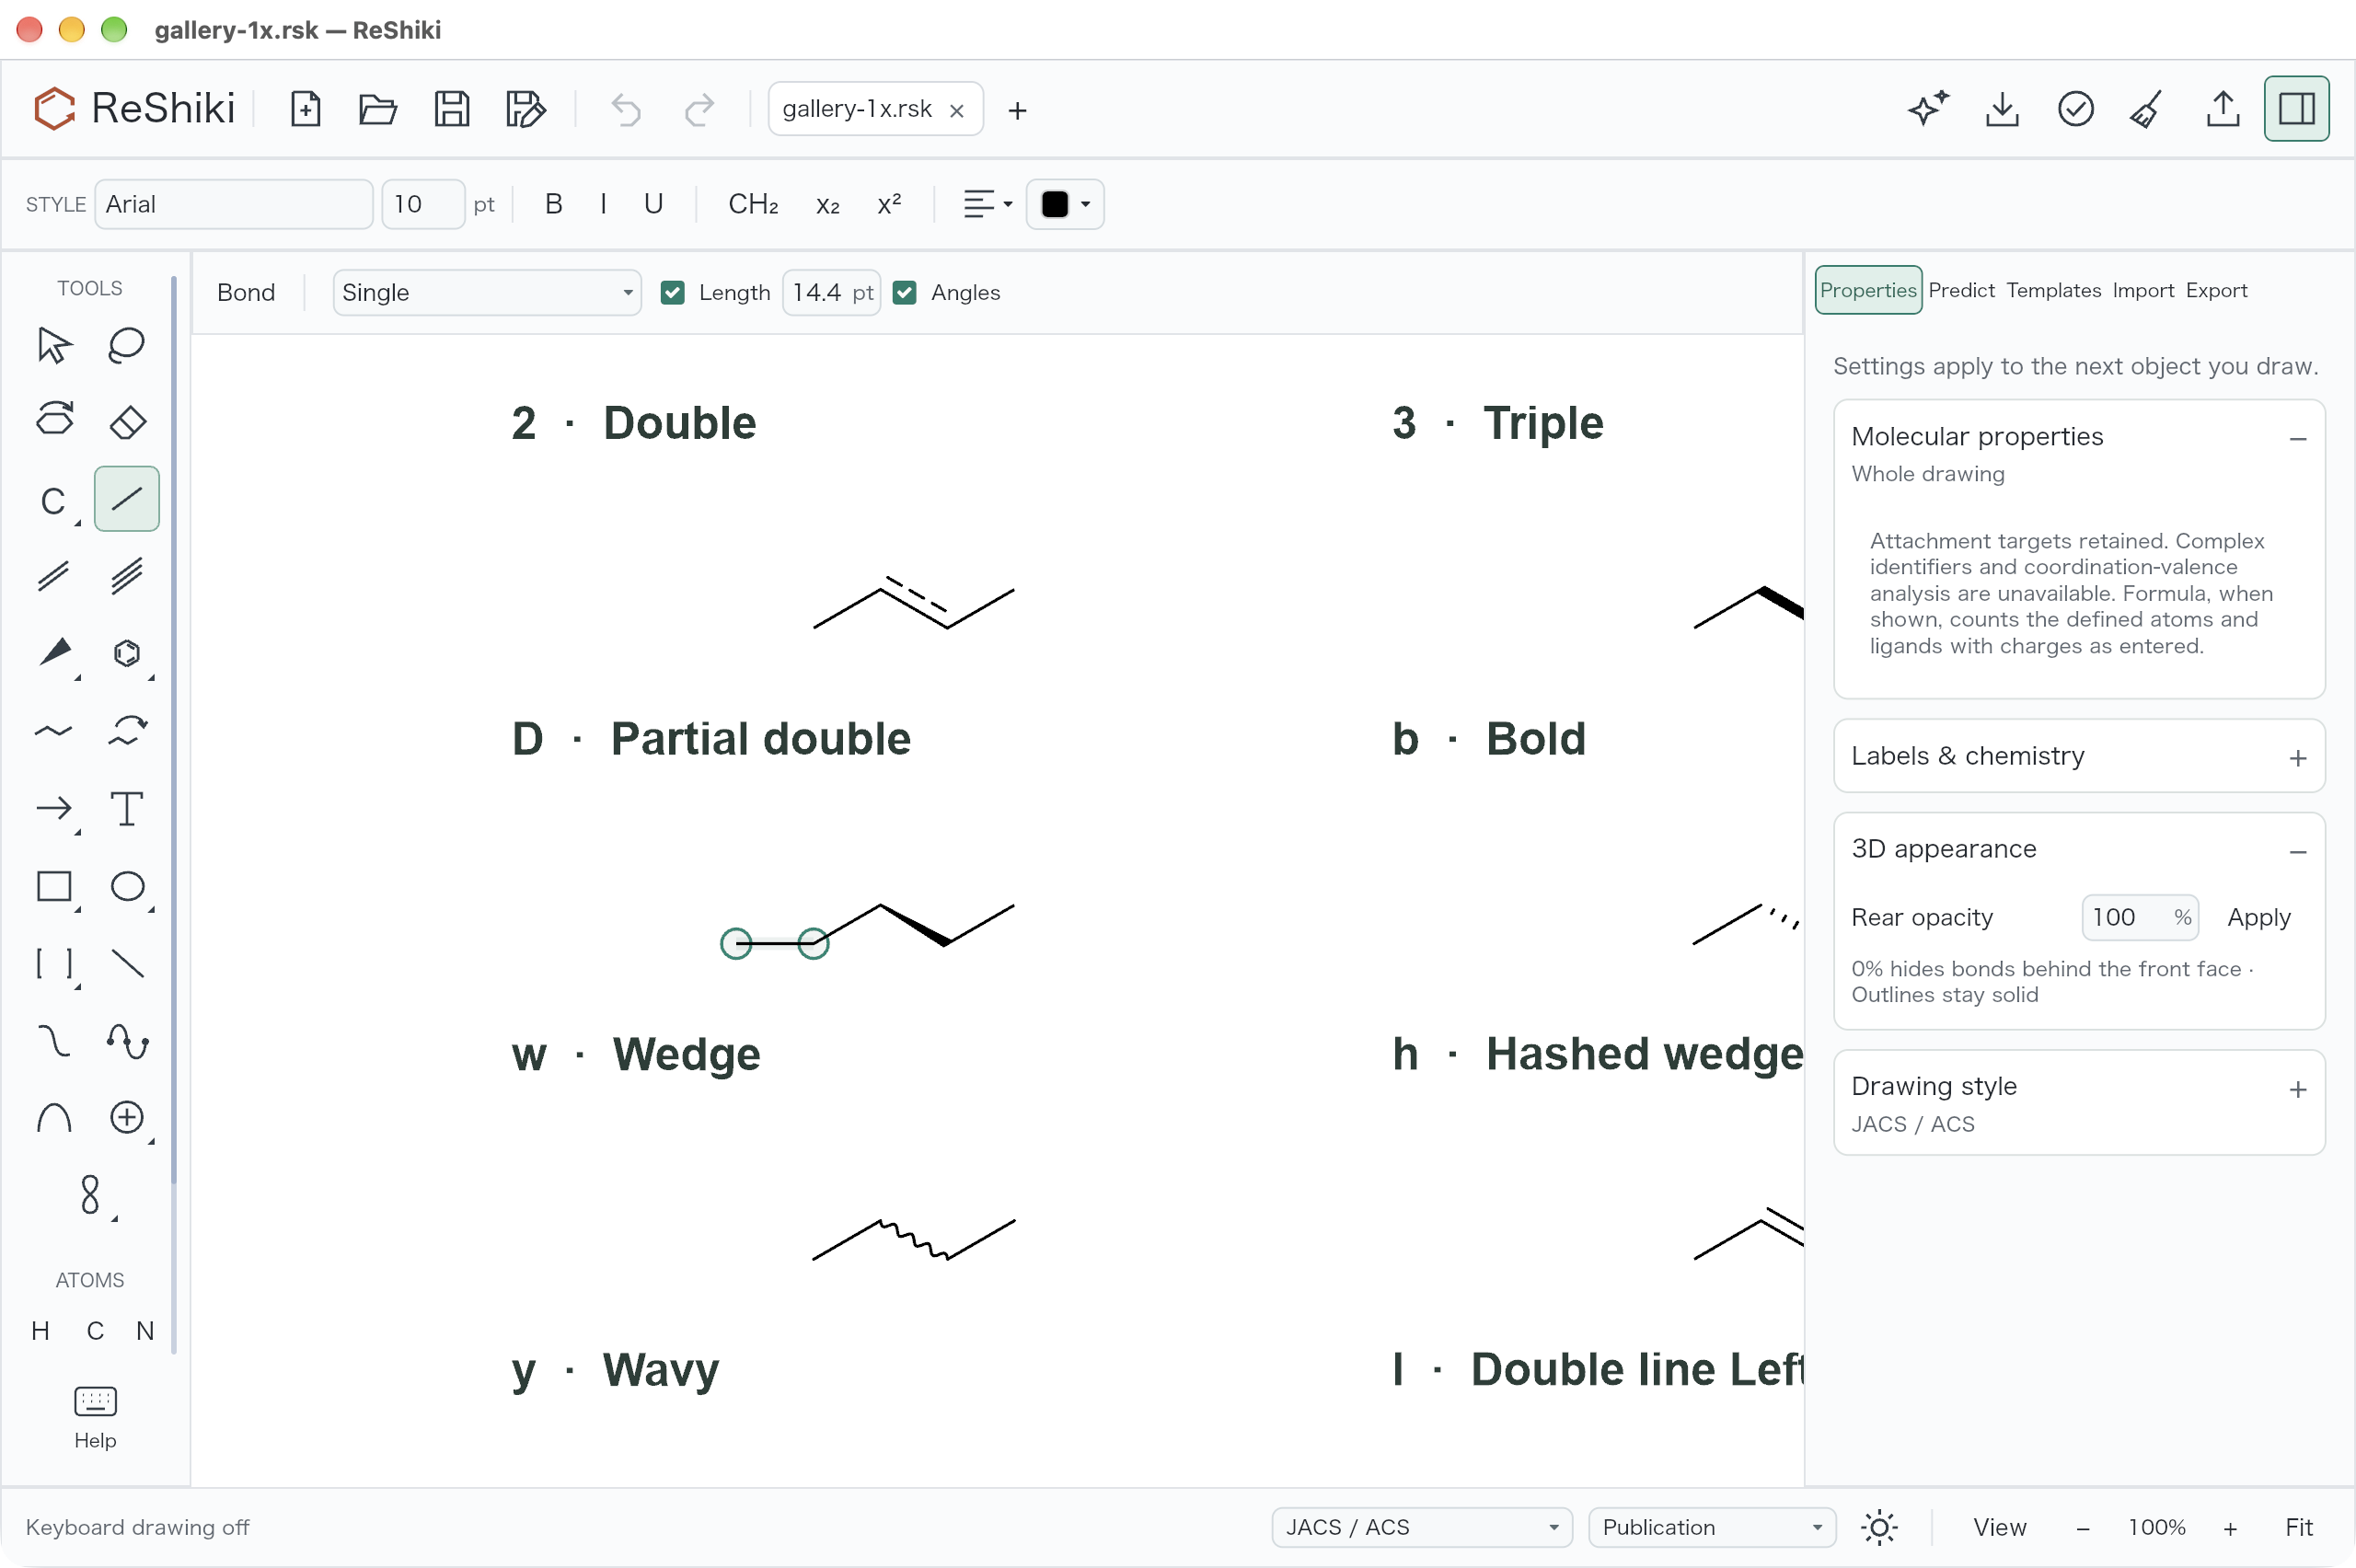 gallery-1x.rsk — ReShiki
ReShiki
gallery-1x.rsk
STYLE Arial 10 pt B I U CH₂ x₂ x²
TOOLS
Bond Single Length 14.4 pt Angles
Properties Predict Templates Import Export
Settings apply to the next object you draw.
2 · Double
3 · Triple
Molecular properties
Whole drawing
C
Attachment targets retained. Complex
identifiers and coordination-valence
analysis are unavailable. Formula, when
shown, counts the defined atoms and
ligands with charges as entered.
D · Partial double
b · Bold
Labels & chemistry
T
3D appearance
Rear opacity 100 % Apply
0% hides bonds behind the front face ·
Outlines stay solid
w · Wedge
h · Hashed wedge
Drawing style
JACS / ACS
ATOMS
H C N
y · Wavy
l · Double line Left
Help
Keyboard drawing off
JACS / ACS
Publication
View − 100% + Fit